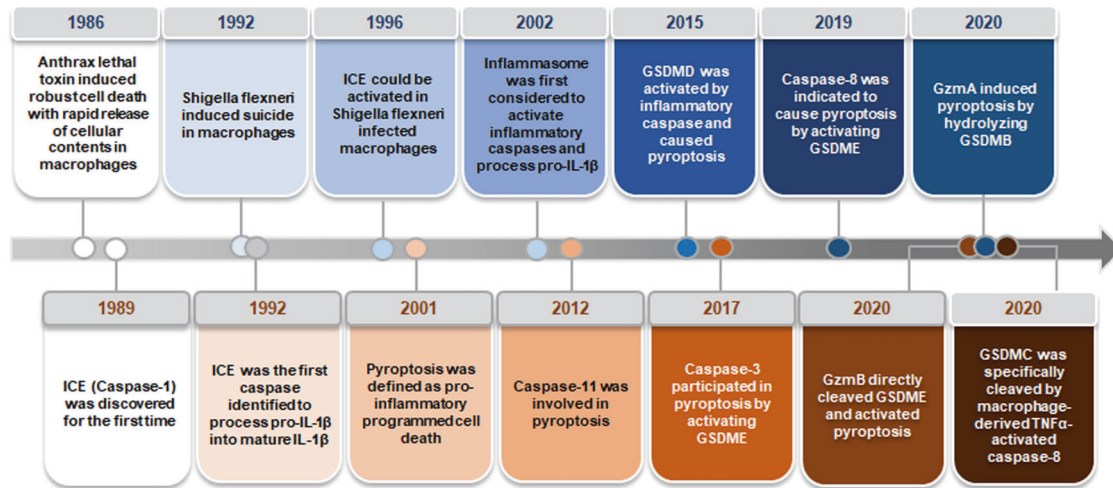 1986
Anthrax lethal
toxin induced
robust cell death
with rapid release
of cellular
contents in
macrophages
1992
Shigella flexneri
induced suicide
in macrophages
1996
ICE could be
activated in
Shigella flexneri
infected
macrophages
2002
Inflammasome
was first
considered to
activate
inflammatory
caspases and
process pro-IL-1β
2015
GSDMD was
activated by
inflammatory
caspase and
caused
pyroptosis
2019
Caspase-8 was
indicated to
cause pyroptosis
by activating
GSDME
2020
GzmA induced
pyroptosis by
hydrolyzing
GSDMB
1989
ICE (Caspase-1)
was discovered
for the first time
1992
ICE was the first
caspase
identified to
process pro-IL-1β
into mature IL-1β
2001
Pyroptosis was
defined as pro-
inflammatory
programmed cell
death
2012
Caspase-11 was
involved in
pyroptosis
2017
Caspase-3
participated in
pyroptosis by
activating
GSDME
2020
GzmB directly
cleaved GSDME
and activated
pyroptosis
2020
GSDMC was
specifically
cleaved by
macrophage-
derived TNFα-
activated
caspase-8